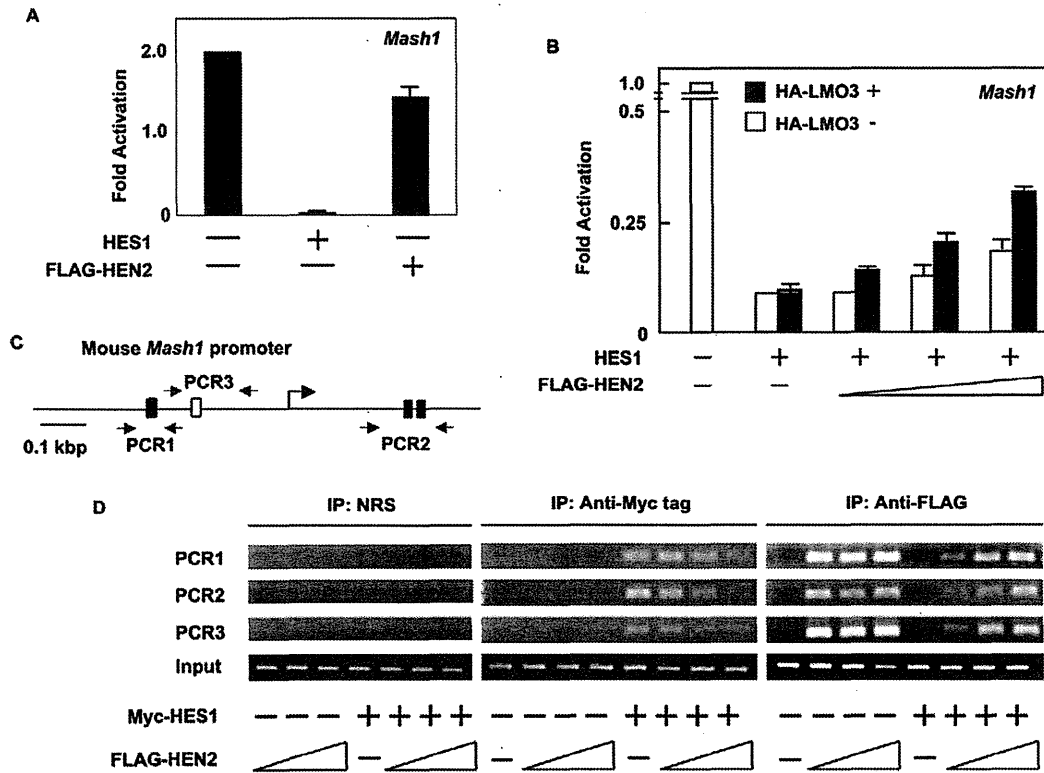 A
Mash1
2.0
1.0
0
Fold Activation
HES1 — + —
FLAG-HEN2 — — +
B
1.0
0.5
0.25
0
Fold Activation
HA-LMO3 +
HA-LMO3 -
Mash1
HES1 — + + + +
FLAG-HEN2 — —
C
Mouse Mash1 promoter
PCR3
PCR1
PCR2
0.1 kbp
D
IP: NRS
IP: Anti-Myc tag
IP: Anti-FLAG
PCR1
PCR2
PCR3
Input
Myc-HES1 — — — + + + + — — — — + + + + — — — — + + + +
FLAG-HEN2 — — — — —